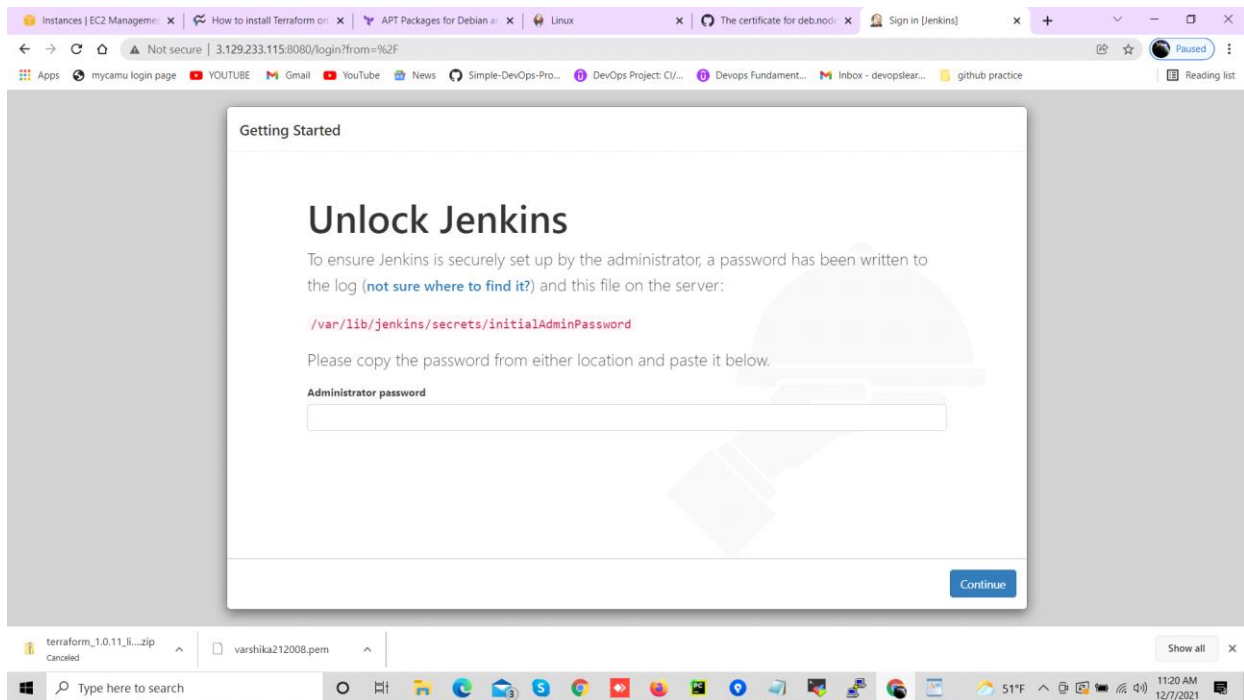 Instances | EC2 Managemen
How to install Terraform on
APT Packages for Debian an
Linux
The certificate for deb.node
Sign in [Jenkins]
Not secure | 3.129.233.115:8080/login?from=%2F
Paused
Apps
mycamu login page
YOUTUBE
Gmail
YouTube
News
Simple-DevOps-Pro...
DevOps Project: CI/...
Devops Fundament...
Inbox - devopslear...
github practice
Reading list
Getting Started
Unlock Jenkins
To ensure Jenkins is securely set up by the administrator, a password has been written to
the log (not sure where to find it?) and this file on the server:
/var/lib/jenkins/secrets/initialAdminPassword
Please copy the password from either location and paste it below.
Administrator password
Continue
terraform_1.0.11_li....zip
Canceled
varshika212008.pem
Show all
Type here to search
51°F
11:20 AM
12/7/2021